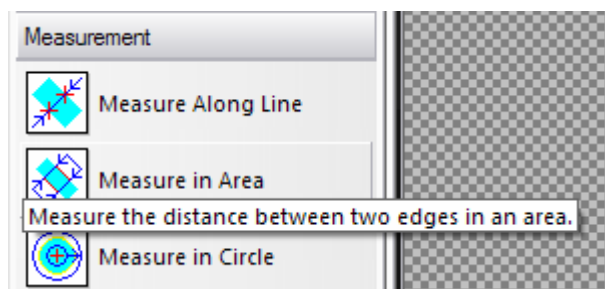 Measurement
Measure Along Line
Measure in Area
Measure the distance between two edges in an area.
Measure in Circle